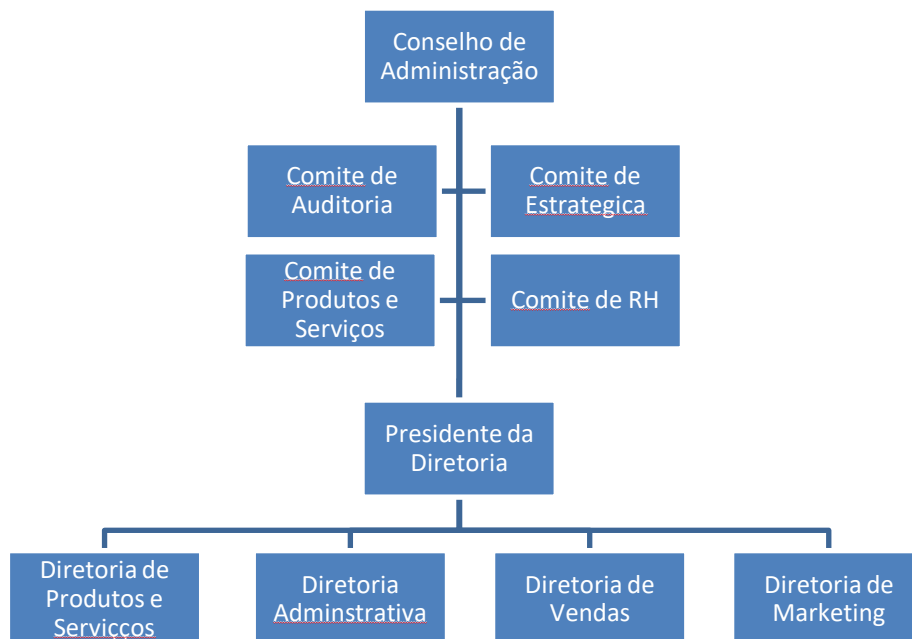 Conselho de
Administração
Comite de
Auditoria
Comite de
Estrategica
Comite de
Produtos e
Serviços
Comite de RH
Presidente da
Diretoria
Diretoria de
Produtos e
Serviçcos
Diretoria
Adminstrativa
Diretoria de
Vendas
Diretoria de
Marketing